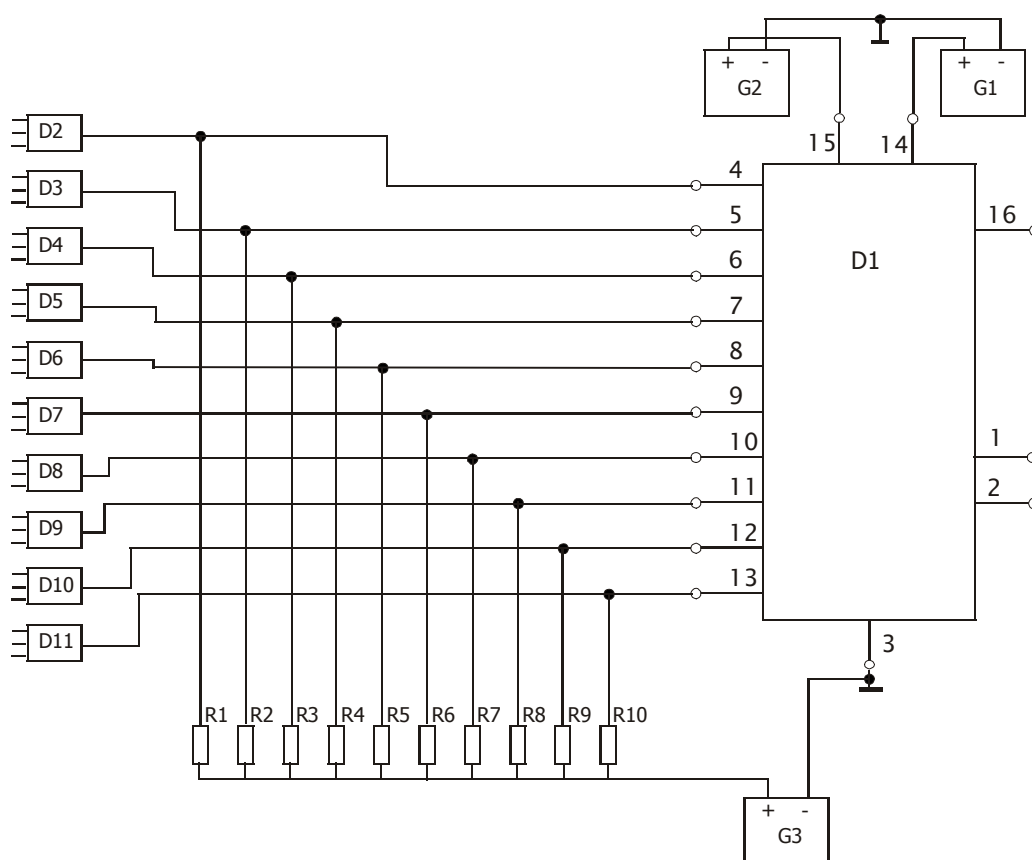 + - + -
G2 G1
D2
15 14
4
D3
5 16
D4
6 D1
D5
7
D6
8
D7
9
10 1
D8
11 2
D9
12
D10
13
D11
3
R1 R2 R3 R4 R5 R6 R7 R8 R9 R10
+ -
G3